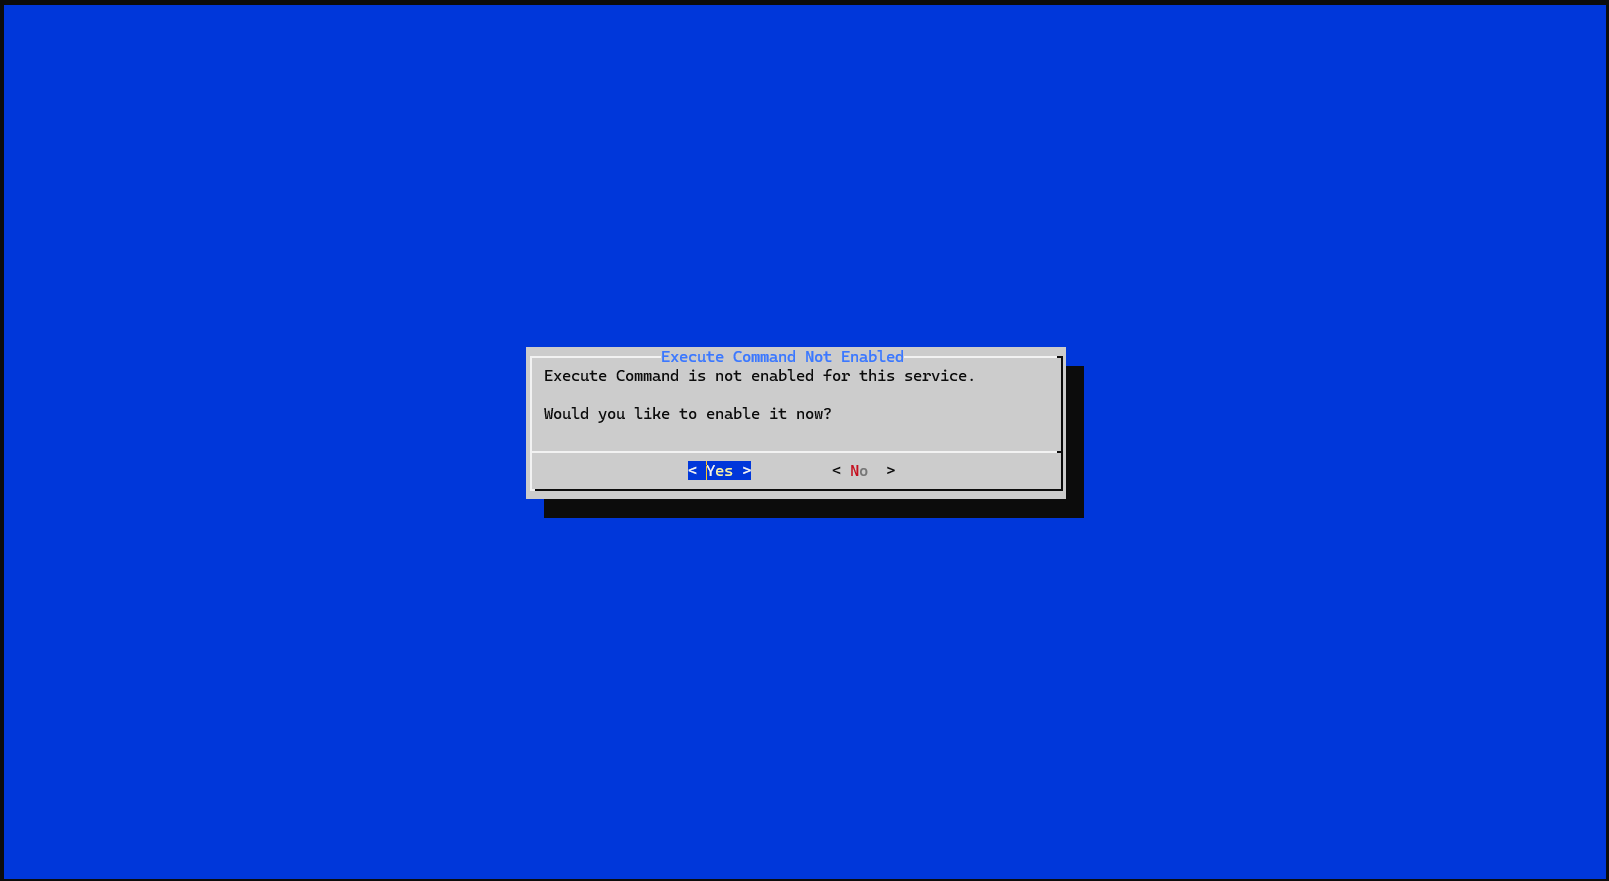 Execute Command Not Enabled
Execute Command is not enabled for this service.
Would you like to enable it now?
< Yes > < No >